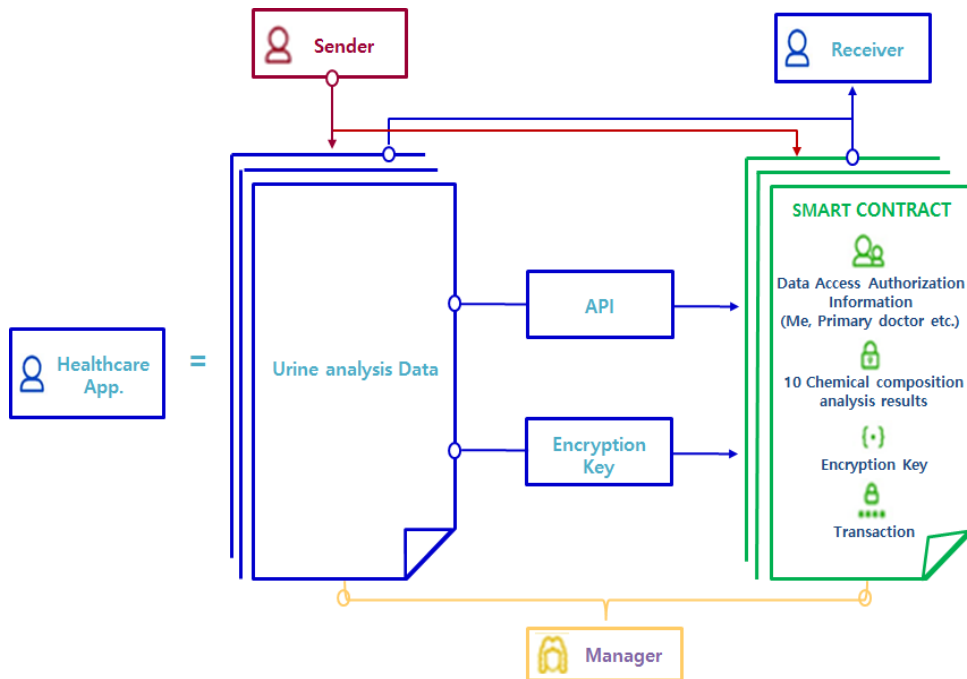 Sender
Receiver
SMART CONTRACT
Data Access Authorization
Information
(Me, Primary doctor etc.)
API
Healthcare
App.
=
Urine analysis Data
10 Chemical composition
analysis results
Encryption
Key
Encryption Key
Transaction
Manager